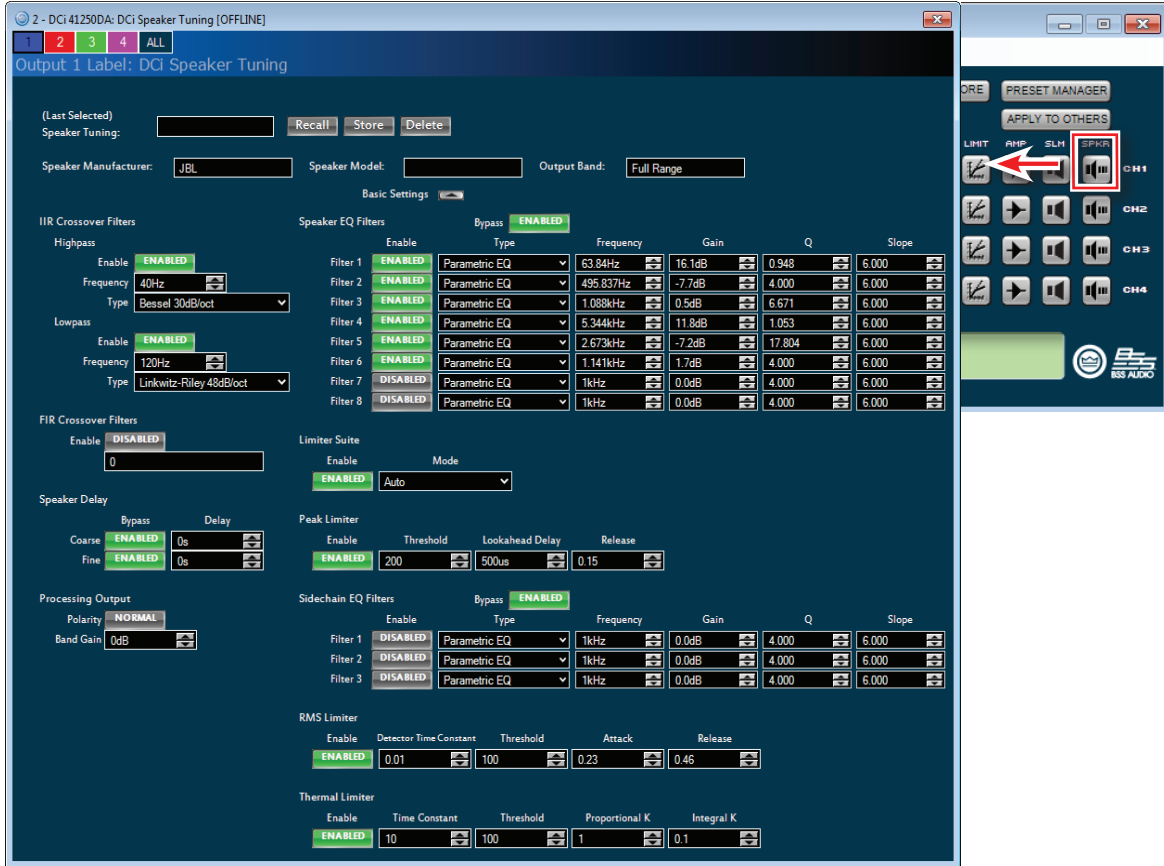 2 - DCi 41250DA: DCi Speaker Tuning [OFFLINE]
1 2 3 4 ALL
Output 1 Label: DCi Speaker Tuning
(Last Selected)
Speaker Tuning: Recall Store Delete
Speaker Manufacturer: JBL Speaker Model: Output Band: Full Range
Basic Settings
IIR Crossover Filters
Highpass
Enable ENABLED
Frequency 40Hz
Type Bessel 30dB/oct
Lowpass
Enable ENABLED
Frequency 120Hz
Type Linkwitz-Riley 48dB/oct
FIR Crossover Filters
Enable DISABLED
0
Speaker Delay
Bypass Delay
Coarse ENABLED 0s
Fine ENABLED 0s
Processing Output
Polarity NORMAL
Band Gain 0dB
Speaker EQ Filters Bypass ENABLED
Enable Type Frequency Gain Q Slope
Filter 1 ENABLED Parametric EQ 63.84Hz 16.1dB 0.948 6.000
Filter 2 ENABLED Parametric EQ 495.837Hz -7.7dB 4.000 6.000
Filter 3 ENABLED Parametric EQ 1.088kHz 0.5dB 6.671 6.000
Filter 4 ENABLED Parametric EQ 5.344kHz 11.8dB 1.053 6.000
Filter 5 ENABLED Parametric EQ 2.673kHz -7.2dB 17.804 6.000
Filter 6 ENABLED Parametric EQ 1.141kHz 1.7dB 4.000 6.000
Filter 7 DISABLED Parametric EQ 1kHz 0.0dB 4.000 6.000
Filter 8 DISABLED Parametric EQ 1kHz 0.0dB 4.000 6.000
Limiter Suite
Enable Mode
ENABLED Auto
Peak Limiter
Enable Threshold Lookahead Delay Release
ENABLED 200 500us 0.15
Sidechain EQ Filters Bypass ENABLED
Enable Type Frequency Gain Q Slope
Filter 1 DISABLED Parametric EQ 1kHz 0.0dB 4.000 6.000
Filter 2 DISABLED Parametric EQ 1kHz 0.0dB 4.000 6.000
Filter 3 DISABLED Parametric EQ 1kHz 0.0dB 4.000 6.000
RMS Limiter
Enable Detector Time Constant Threshold Attack Release
ENABLED 0.01 100 0.23 0.46
Thermal Limiter
Enable Time Constant Threshold Proportional K Integral K
ENABLED 10 100 1 0.1
ORE PRESET MANAGER
APPLY TO OTHERS
LIMIT AMP SLM SPKR
CH1
CH2
CH3
CH4
BSS AUDIO